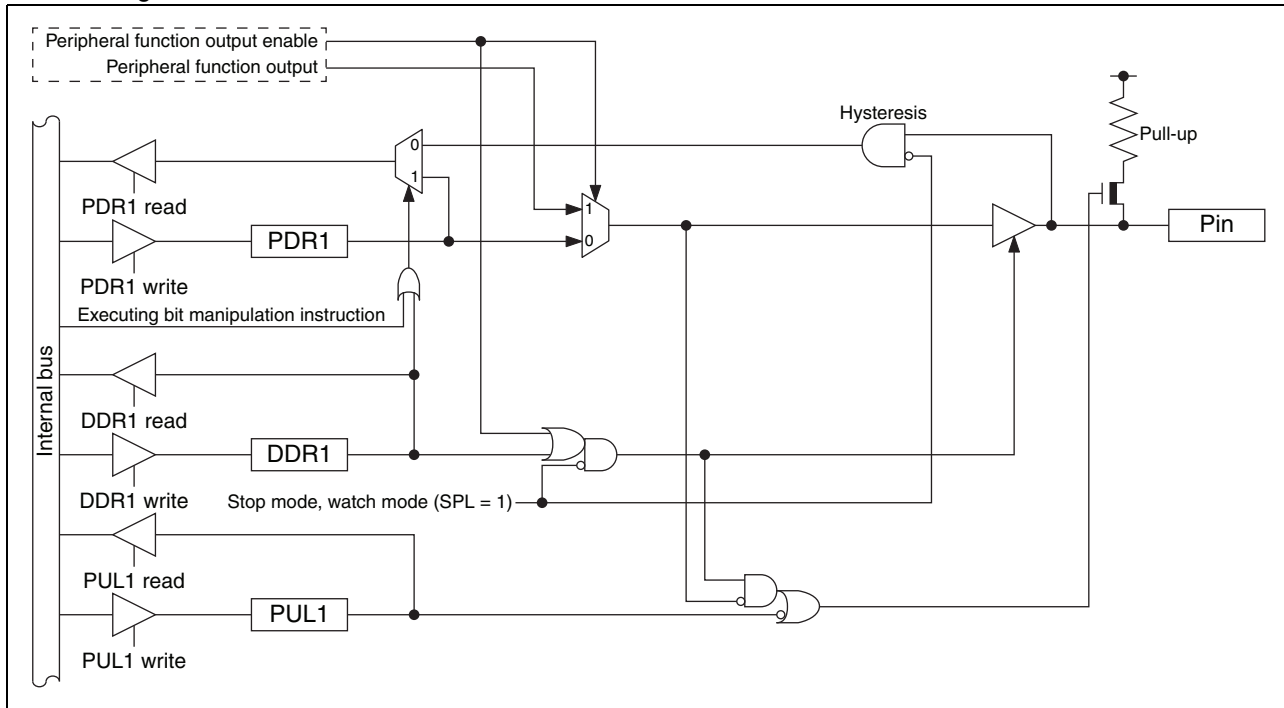 Peripheral function output enable
Peripheral function output
Hysteresis
Pull-up
0
1
PDR1 read
1
0
PDR1
Pin
PDR1 write
Executing bit manipulation instruction
Internal bus
DDR1 read
DDR1
DDR1 write
Stop mode, watch mode (SPL = 1)
PUL1 read
PUL1
PUL1 write